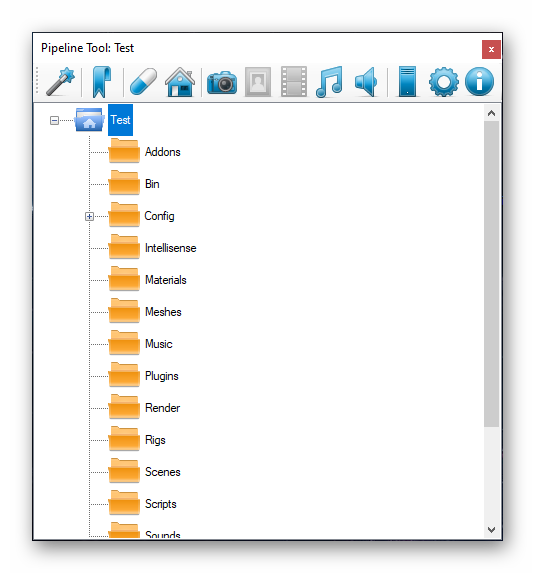 Pipeline Tool: Test
Test
Addons
Bin
Config
Intellisense
Materials
Meshes
Music
Plugins
Render
Rigs
Scenes
Scripts
Sounds